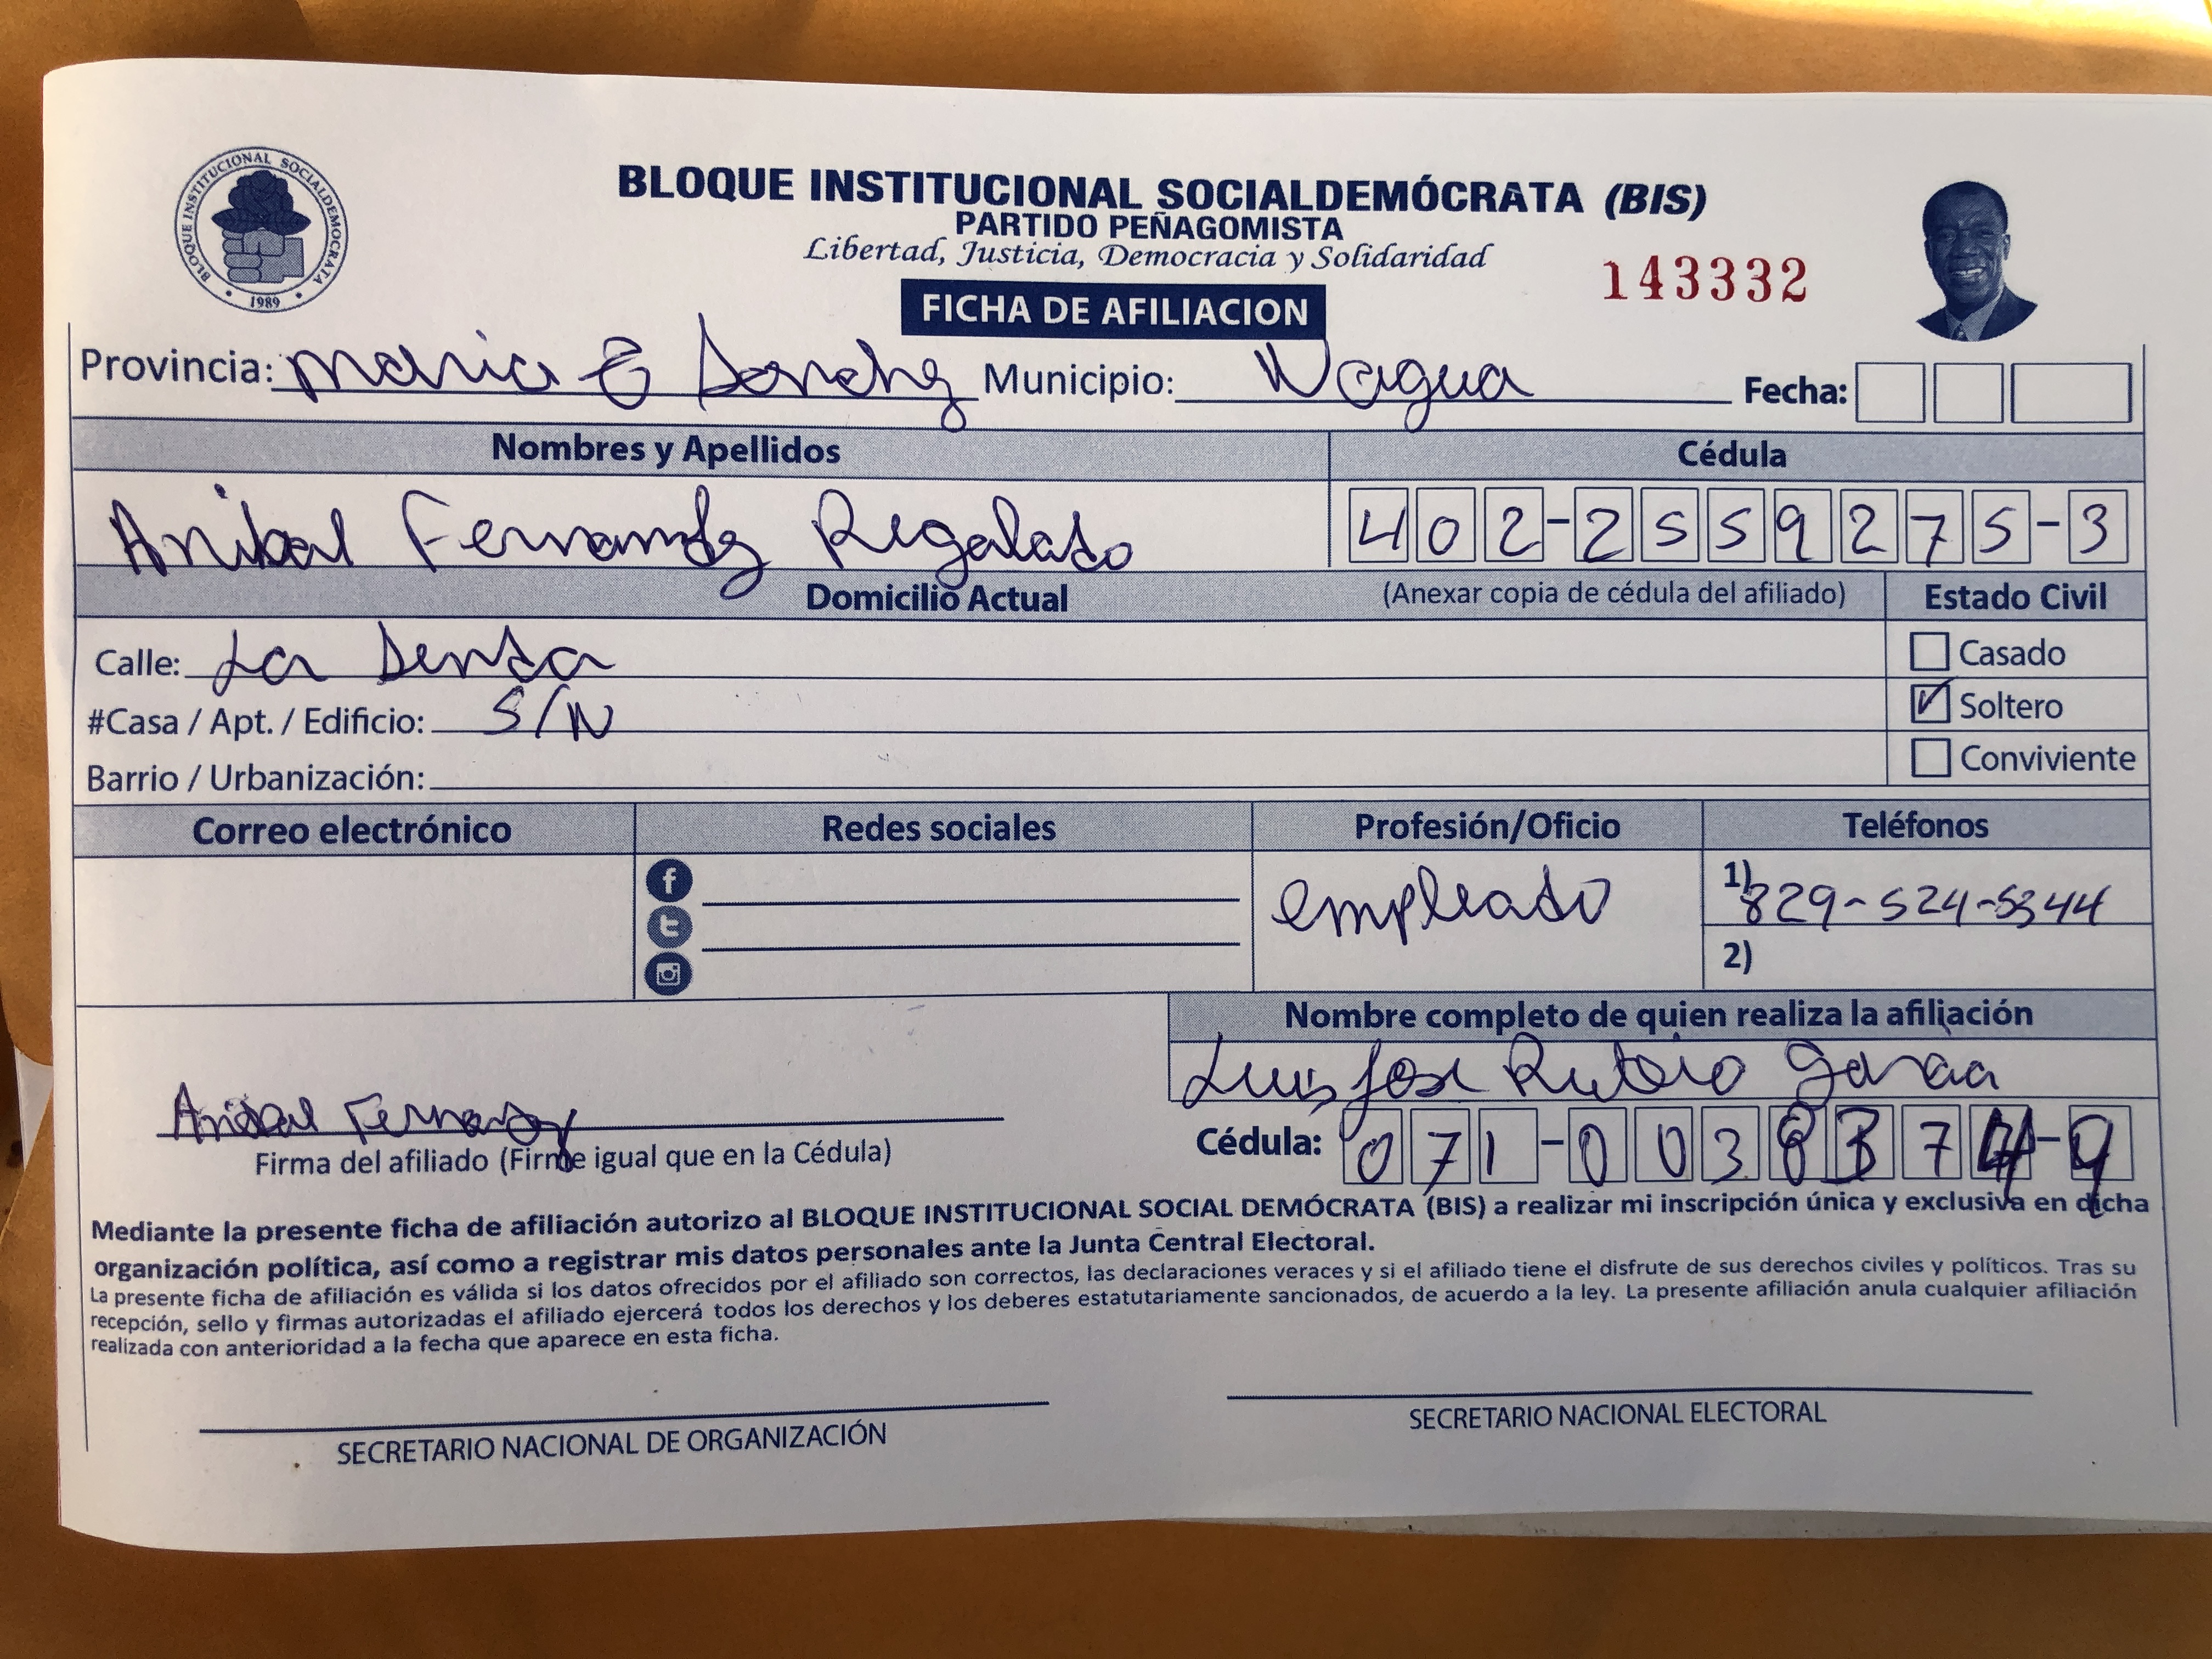 BLOQUE INSTITUCIONAL SOCIALDEMOCRATA
1989
BLOQUE INSTITUCIONAL SOCIALDEMÓCRATA (BIS)
PARTIDO PEÑAGOMISTA
Libertad, Justicia, Democracia y Solidaridad
143332
FICHA DE AFILIACION
Provincia: Maria Sanchez Municipio: Nagua Fecha:
Nombres y Apellidos Cédula
Anibal Fernandez Regalado 402-2559275-3
Domicilio Actual (Anexar copia de cédula del afiliado) Estado Civil
Calle: La Casado
#Casa / Apt. / Edificio: S/N Soltero
Barrio / Urbanización: Conviviente
Correo electrónico Redes sociales Profesión/Oficio Teléfonos
empleado 1) 829-524-5344
2)
Nombre completo de quien realiza la afiliación
Luis Jose Rubio Garcia
Anibal Fernandez
Firma del afiliado (Firme igual que en la Cédula) Cédula: 071-0038374-9
Mediante la presente ficha de afiliación autorizo al BLOQUE INSTITUCIONAL SOCIAL DEMÓCRATA (BIS) a realizar mi inscripción única y exclusiva en dicha
organización política, así como a registrar mis datos personales ante la Junta Central Electoral.
La presente ficha de afiliación es válida si los datos ofrecidos por el afiliado son correctos, las declaraciones veraces y si el afiliado tiene el disfrute de sus derechos civiles y políticos. Tras su
recepción, sello y firmas autorizadas el afiliado ejercerá todos los derechos y los deberes estatutariamente sancionados, de acuerdo a la ley. La presente afiliación anula cualquier afiliación
realizada con anterioridad a la fecha que aparece en esta ficha.
SECRETARIO NACIONAL DE ORGANIZACIÓN SECRETARIO NACIONAL ELECTORAL